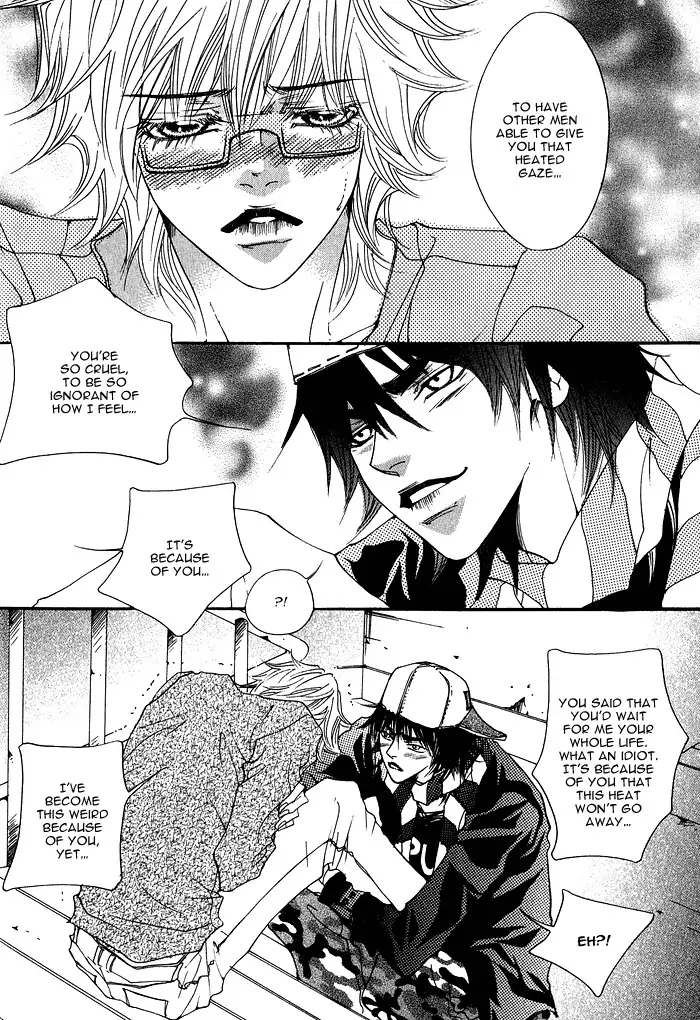 TO HAVE
OTHER MEN
ABLE TO GIVE
YOU THAT
HEATED
GAZE...
YOU'RE
SO CRUEL,
TO BE SO
IGNORANT OF
HOW I FEEL...
IT'S
BECAUSE
OF YOU...
?!
YOU SAID THAT
YOU'D WAIT
FOR ME YOUR
WHOLE LIFE.
WHAT AN IDIOT.
IT'S BECAUSE
OF YOU THAT
THIS HEAT
WON'T GO
AWAY...
I'VE
BECOME
THIS WEIRD
BECAUSE
OF YOU,
YET...
EH?!
PU